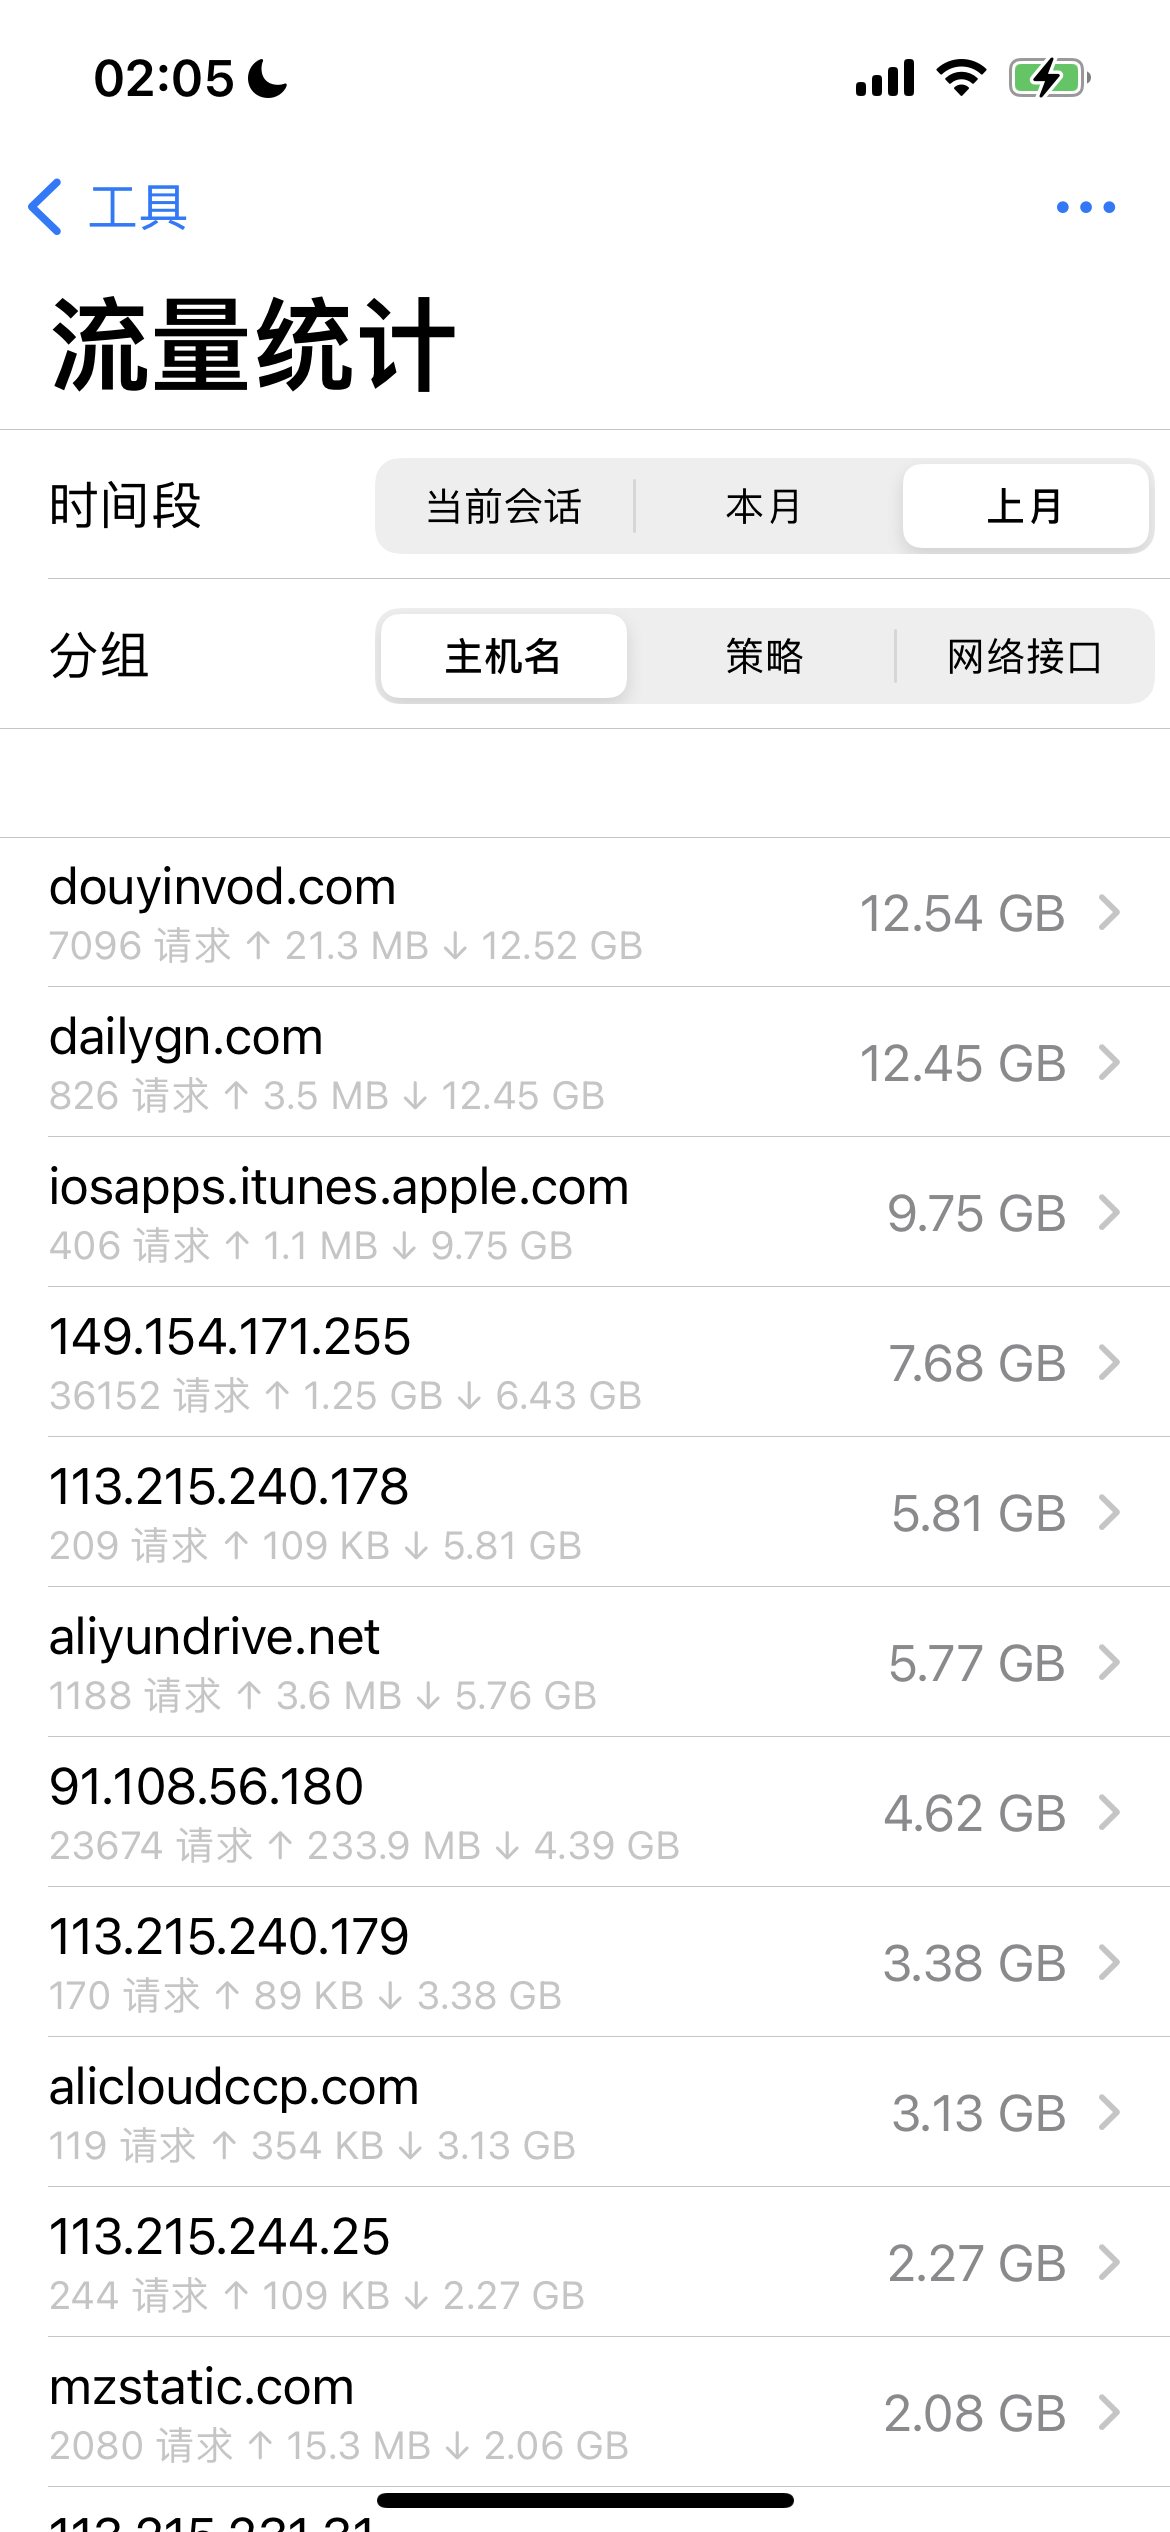 02:05
工具
流量统计
时间段 当前会话 本月 上月
分组 主机名 策略 网络接口
douyinvod.com 12.54 GB
7096 请求 ↑ 21.3 MB ↓ 12.52 GB
dailygn.com 12.45 GB
826 请求 ↑ 3.5 MB ↓ 12.45 GB
iosapps.itunes.apple.com 9.75 GB
406 请求 ↑ 1.1 MB ↓ 9.75 GB
149.154.171.255 7.68 GB
36152 请求 ↑ 1.25 GB ↓ 6.43 GB
113.215.240.178 5.81 GB
209 请求 ↑ 109 KB ↓ 5.81 GB
aliyundrive.net 5.77 GB
1188 请求 ↑ 3.6 MB ↓ 5.76 GB
91.108.56.180 4.62 GB
23674 请求 ↑ 233.9 MB ↓ 4.39 GB
113.215.240.179 3.38 GB
170 请求 ↑ 89 KB ↓ 3.38 GB
alicloudccp.com 3.13 GB
119 请求 ↑ 354 KB ↓ 3.13 GB
113.215.244.25 2.27 GB
244 请求 ↑ 109 KB ↓ 2.27 GB
mzstatic.com 2.08 GB
2080 请求 ↑ 15.3 MB ↓ 2.06 GB
113.215.231.31